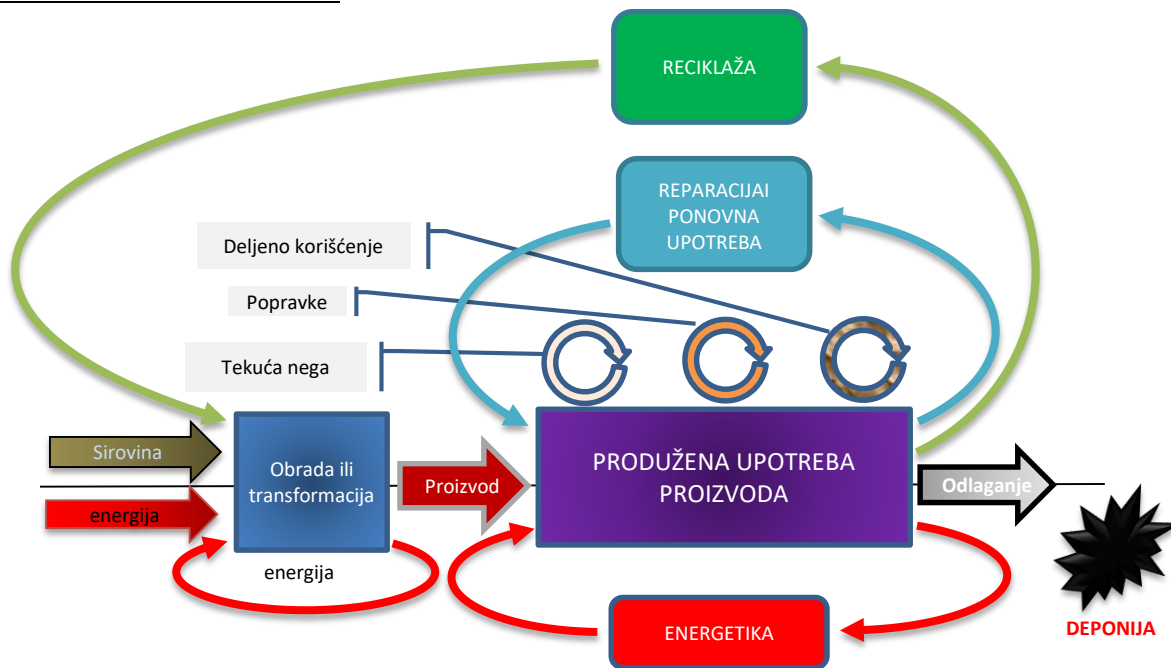 RECIKLAŽA
REPARACIJAI
PONOVNA
UPOTREBA
Deljeno korišćenje
Popravke
Tekuća nega
Sirovina
energija
Obrada ili
transformacija
energija
Proizvod
PRODUŽENA UPOTREBA
PROIZVODA
Odlaganje
ENERGETIKA
DEPONIJA